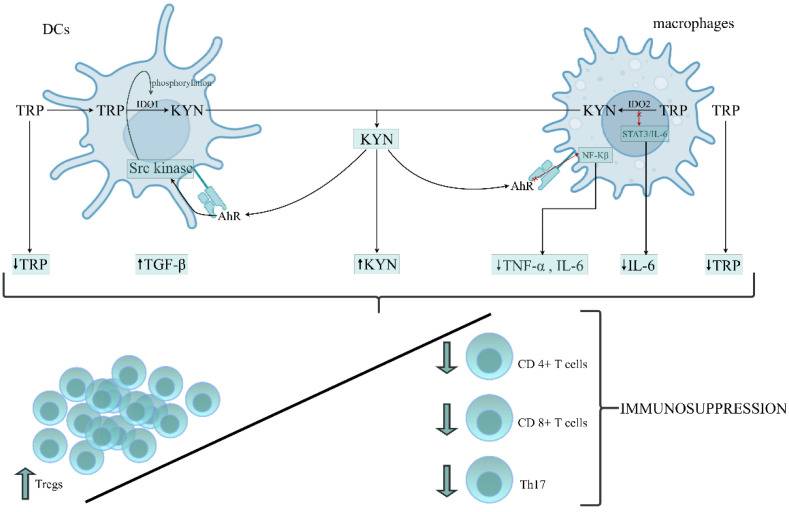 DCs
macrophages
phosphorylation
TRP
TRP
IDO1
KYN
KYN
IDO2
TRP
TRP
STAT3/IL-6
KYN
NF-Kβ
Src kinase
AhR
AhR
↓TRP
↑TGF-β
↑KYN
↓TNF-α , IL-6
↓IL-6
↓TRP
CD 4+ T cells
CD 8+ T cells
IMMUNOSUPPRESSION
Tregs
Th17